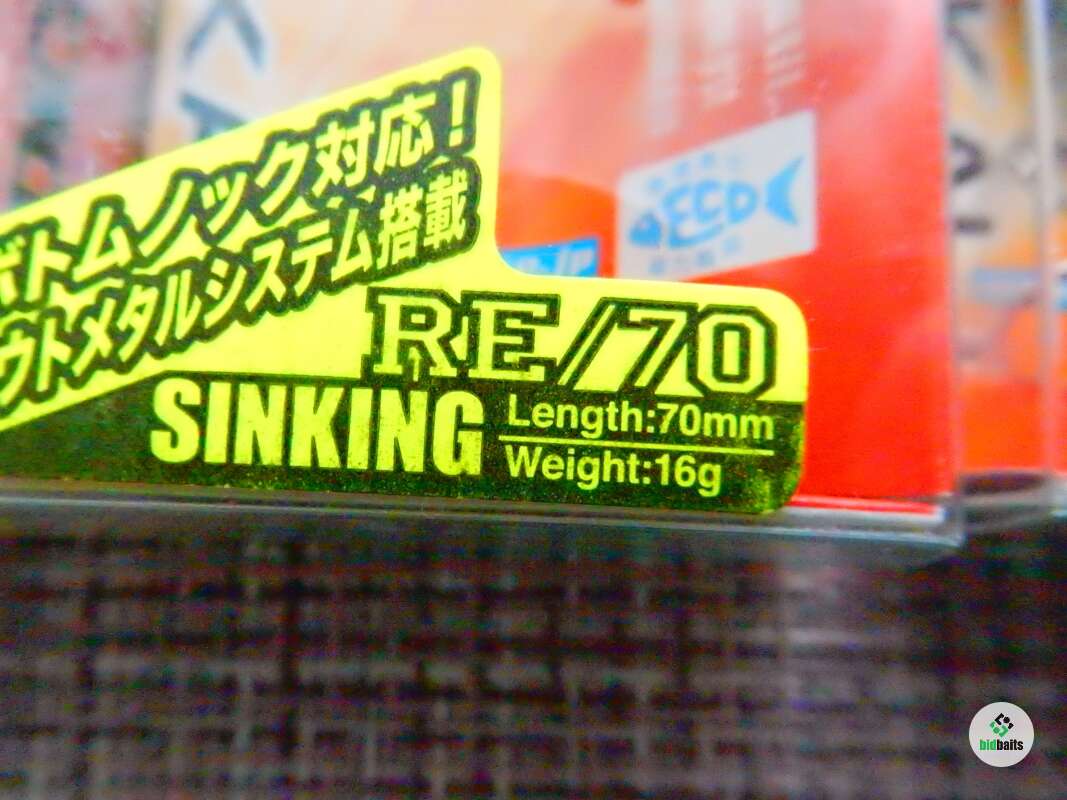 ボトムノック対応!
ウトメタルシステム搭載
ECO
RE/70
SINKING
Length:70mm
Weight:16g
bidbaits